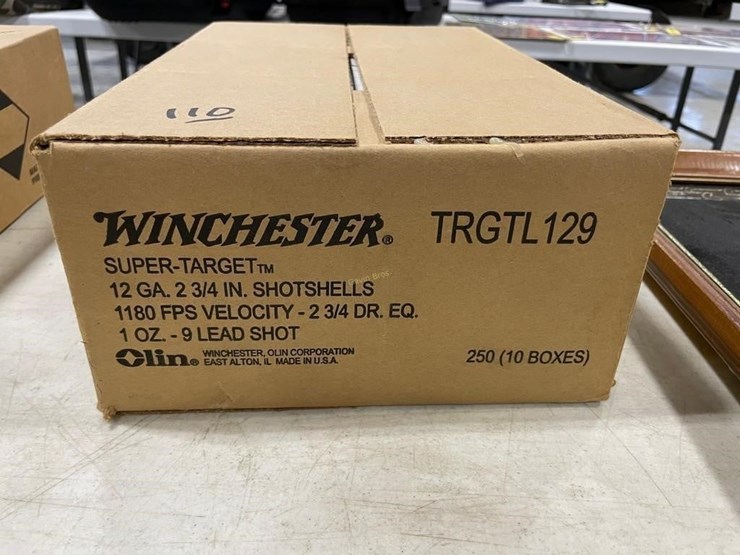 110
WINCHESTER® TRGTL129
SUPER-TARGET™
12 GA. 2 3/4 IN. SHOTSHELLS
1180 FPS VELOCITY - 2 3/4 DR. EQ.
1 OZ. - 9 LEAD SHOT
Olin® WINCHESTER, OLIN CORPORATION
EAST ALTON, IL MADE IN U.S.A.
250 (10 BOXES)